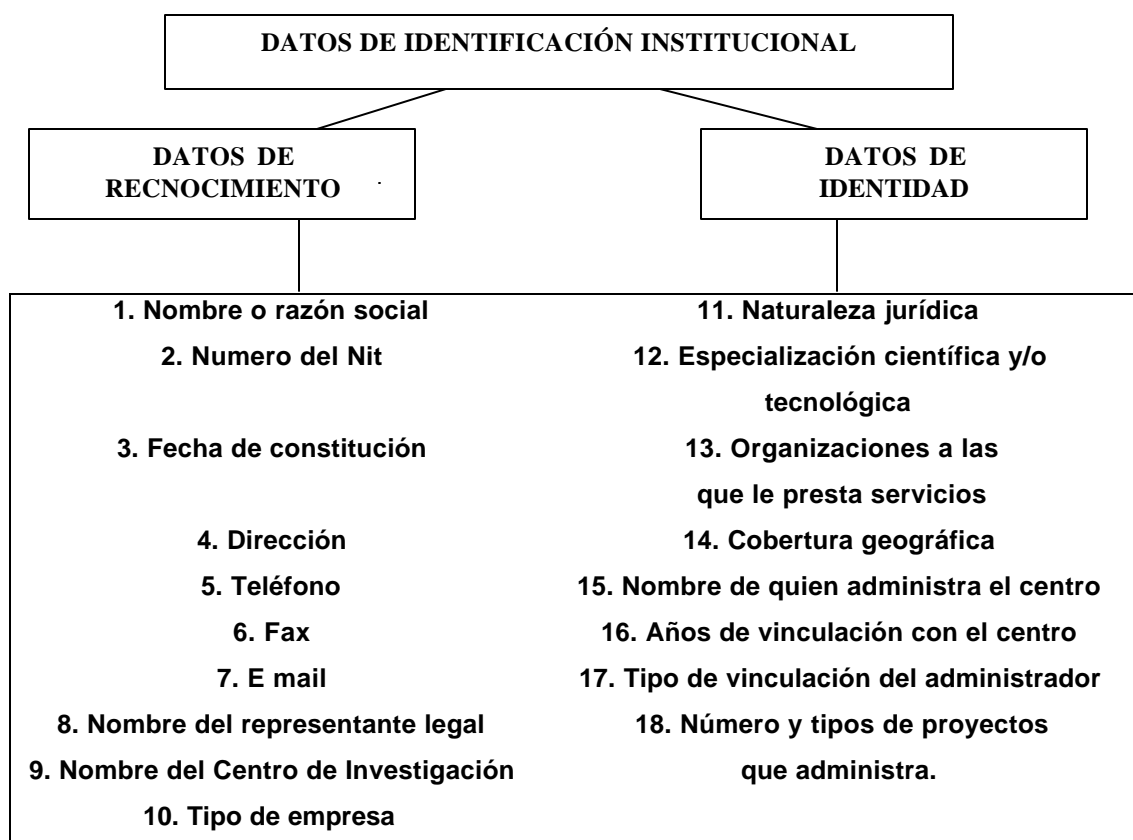 DATOS DE IDENTIFICACIÓN INSTITUCIONAL
DATOS DE
RECNOCIMIENTO .
DATOS DE
IDENTIDAD
1. Nombre o razón social
2. Numero del Nit
3. Fecha de constitución
4. Dirección
5. Teléfono
6. Fax
7. E mail
8. Nombre del representante legal
9. Nombre del Centro de Investigación
10. Tipo de empresa
11. Naturaleza jurídica
12. Especialización científica y/o
tecnológica
13. Organizaciones a las
que le presta servicios
14. Cobertura geográfica
15. Nombre de quien administra el centro
16. Años de vinculación con el centro
17. Tipo de vinculación del administrador
18. Número y tipos de proyectos
que administra.